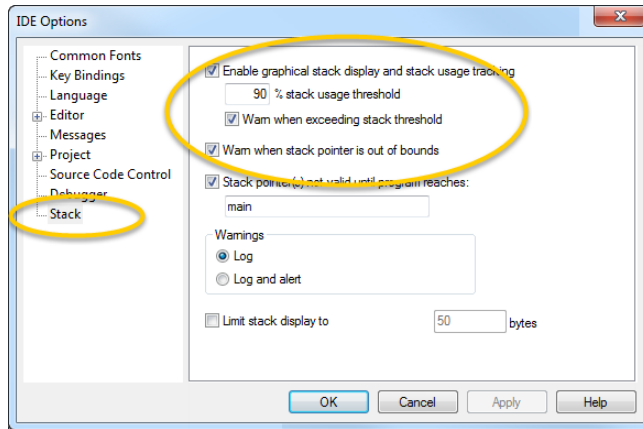 IDE Options
Common Fonts
Key Bindings
Language
Editor
Messages
Project
Source Code Control
Debugger
Stack
Enable graphical stack display and stack usage tracking
90 % stack usage threshold
Warn when exceeding stack threshold
Warn when stack pointer is out of bounds
Stack pointer(s) not valid until program reaches:
main
Warnings
Log
Log and alert
Limit stack display to 50 bytes
OK Cancel Apply Help